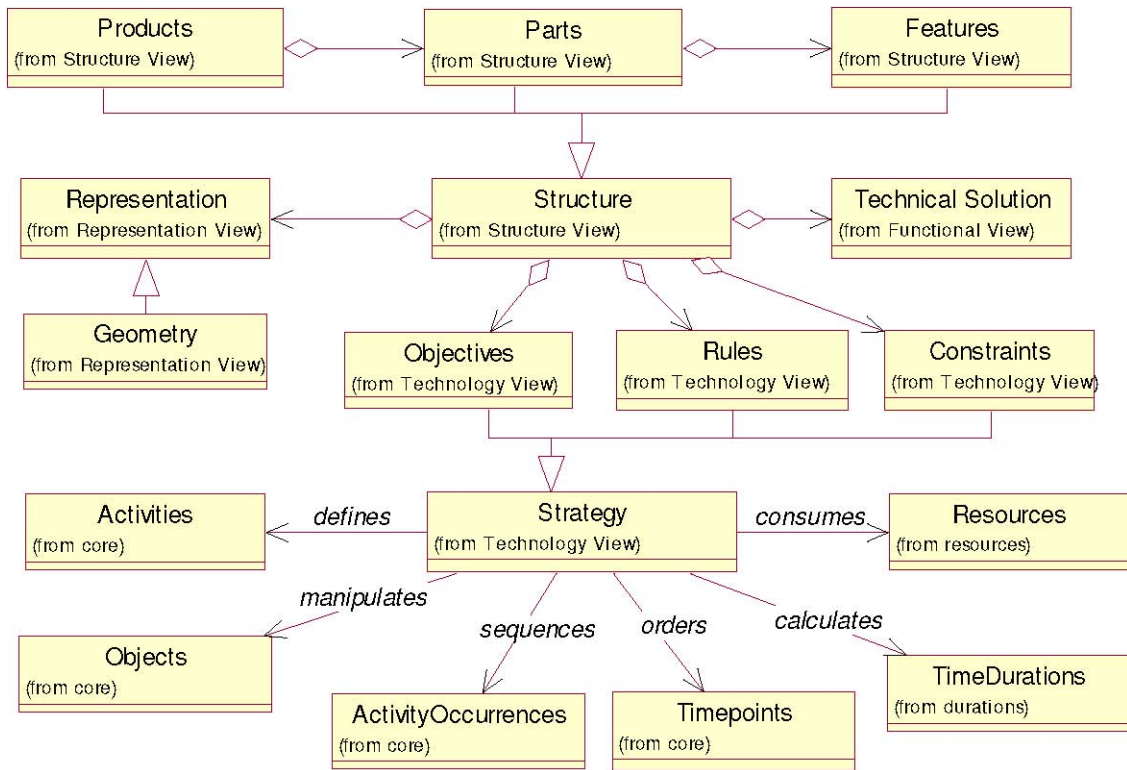 Products
(from Structure View)
Parts
(from Structure View)
Features
(from Structure View)
Representation
(from Representation View)
Structure
(from Structure View)
Technical Solution
(from Functional View)
Geometry
(from Representation View)
Objectives
(from Technology View)
Rules
(from Technology View)
Constraints
(from Technology View)
Activities
(from core)
defines
Strategy
(from Technology View)
consumes
Resources
(from resources)
manipulates
sequences
orders
calculates
Objects
(from core)
ActivityOccurrences
(from core)
Timepoints
(from core)
TimeDurations
(from durations)